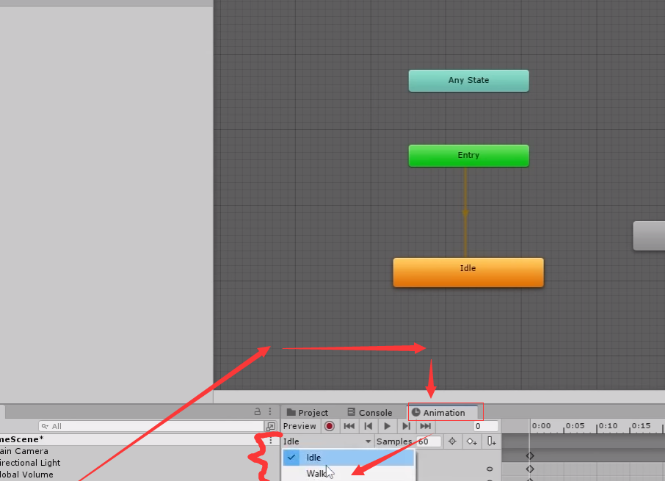 Any State
Entry
Idle
All
Project
Console
Animation
Preview
0
0:00
0:05
0:10
0:15
meScene*
Idle
Samples 60
ain Camera
irectional Light
lobal Volume
Idle
Walk